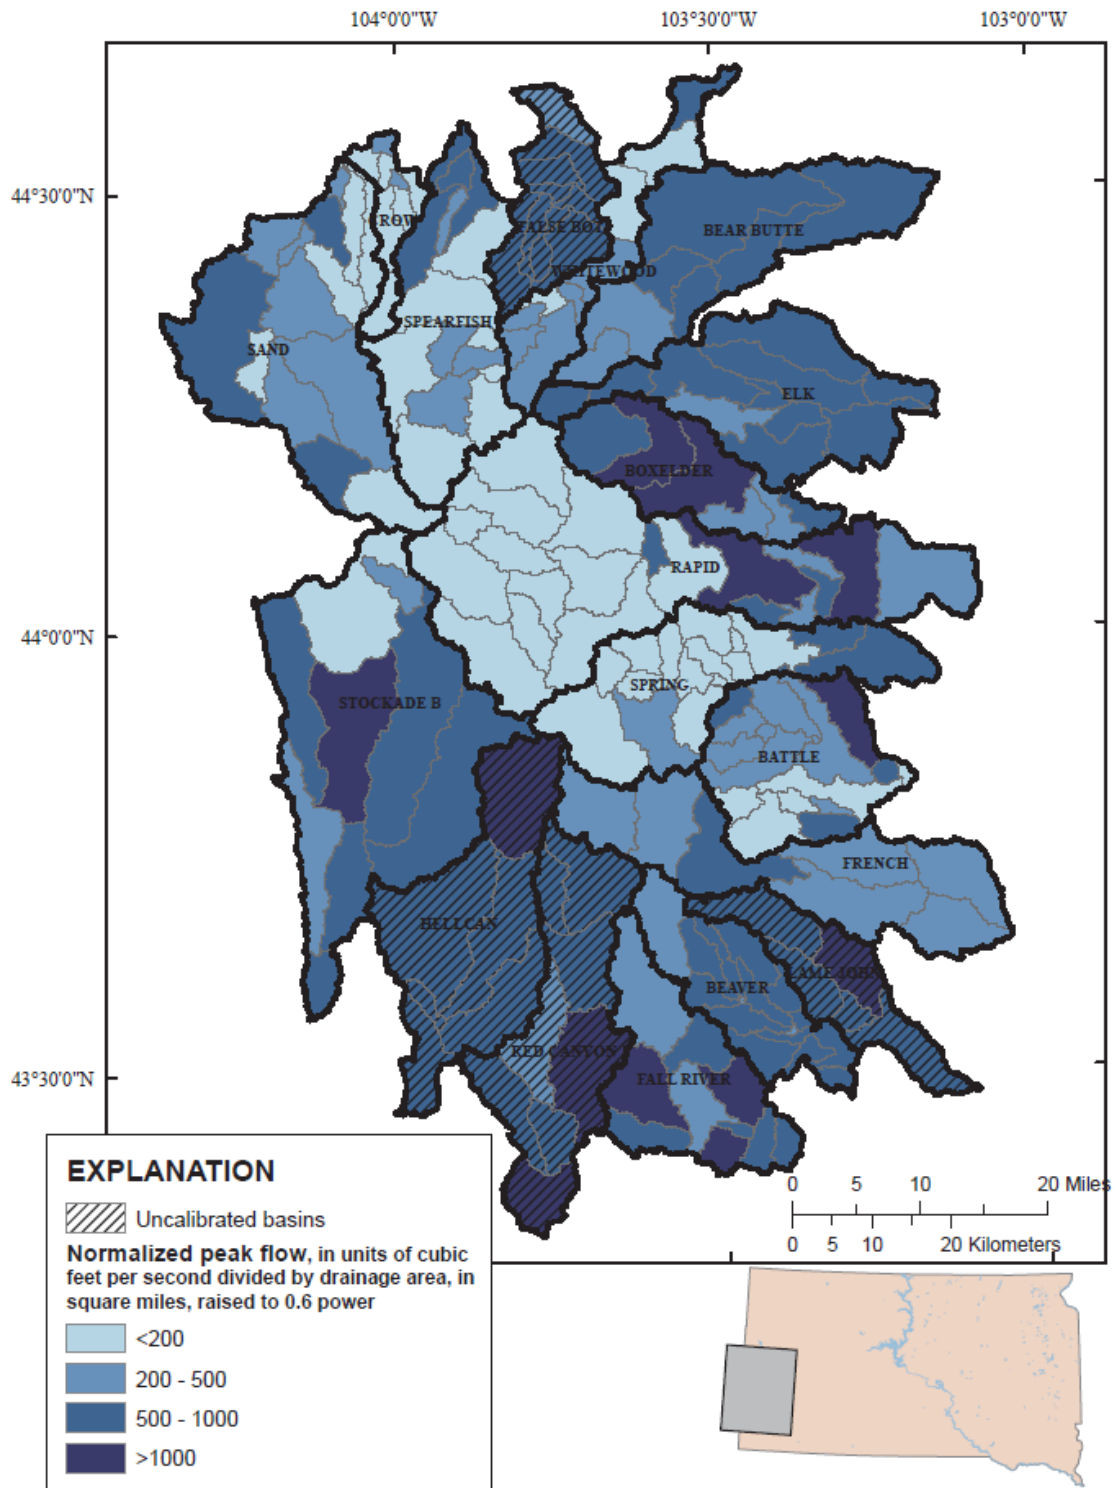 104°0'0"W
103°30'0"W
103°0'0"W
44°30'0"N
44°0'0"N
43°30'0"N
ROW
FALSE BOT
BEAR BUTTE
WHITEWOOD
SPEARFISH
SAND
ELK
BOXELDER
RAPID
SPRING
STOCKADE B
BATTLE
FRENCH
HELLCAN
LAME JOHN
BEAVER
RED CANYON
FALL RIVER
EXPLANATION
Uncalibrated basins
Normalized peak flow, in units of cubic
feet per second divided by drainage area, in
square miles, raised to 0.6 power
<200
200 - 500
500 - 1000
>1000
0 5 10 20 Miles
0 5 10 20 Kilometers